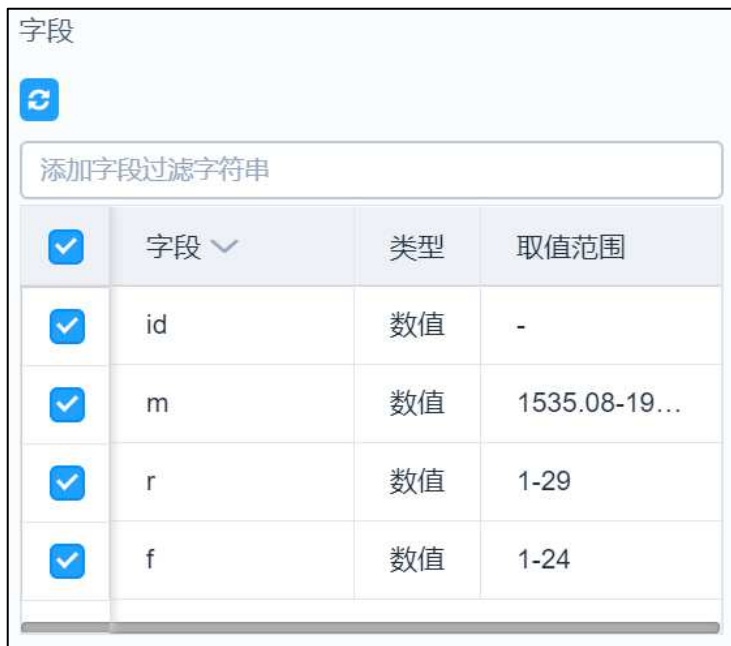 字段
添加字段过滤字符串
字段 类型 取值范围
id 数值 -
m 数值 1535.08-19...
r 数值 1-29
f 数值 1-24